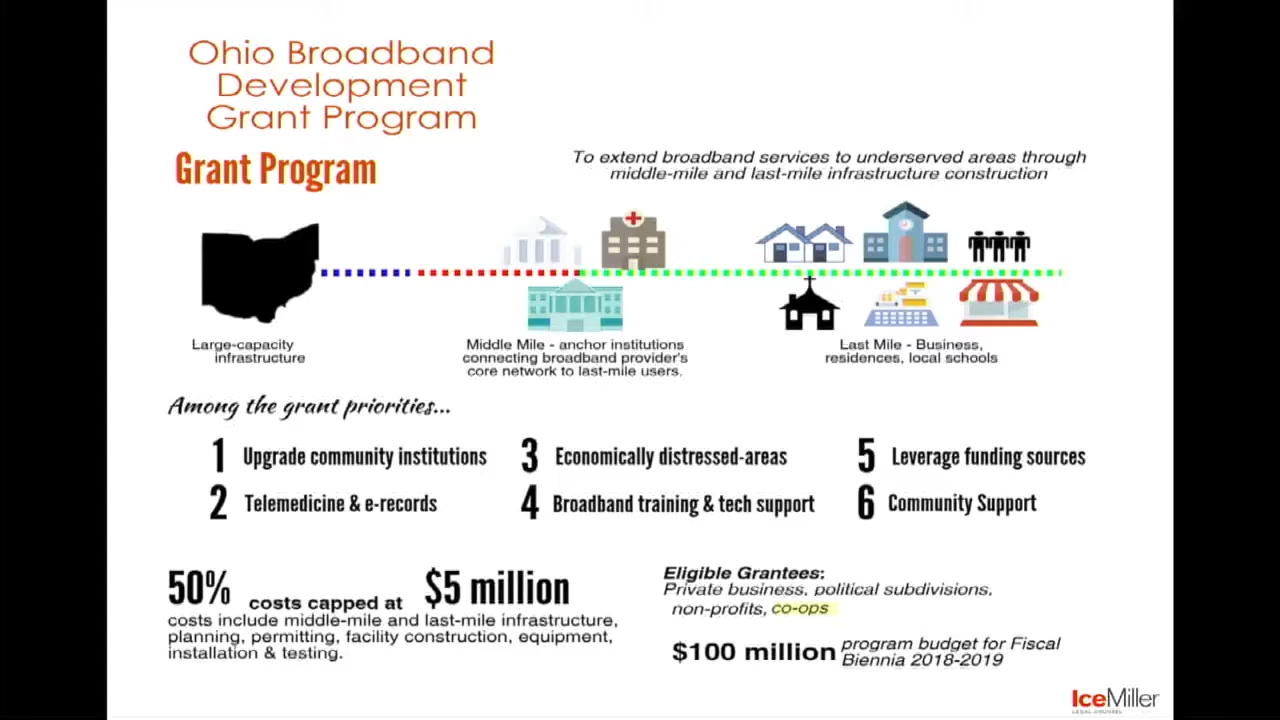 Ohio Broadband
Development
Grant Program
Grant Program
To extend broadband services to underserved areas through
middle-mile and last-mile infrastructure construction
Large-capacity
infrastructure
Middle Mile - anchor institutions
connecting broadband provider's
core network to last-mile users.
Last Mile - Business,
residences, local schools
Among the grant priorities...
1 Upgrade community institutions
2 Telemedicine & e-records
3 Economically distressed-areas
4 Broadband training & tech support
5 Leverage funding sources
6 Community Support
50% costs capped at $5 million
costs include middle-mile and last-mile infrastructure,
planning, permitting, facility construction, equipment,
installation & testing.
Eligible Grantees:
Private business, political subdivisions,
non-profits, co-ops
$100 million program budget for Fiscal
Biennia 2018-2019
IceMiller
LEGAL COUNSEL